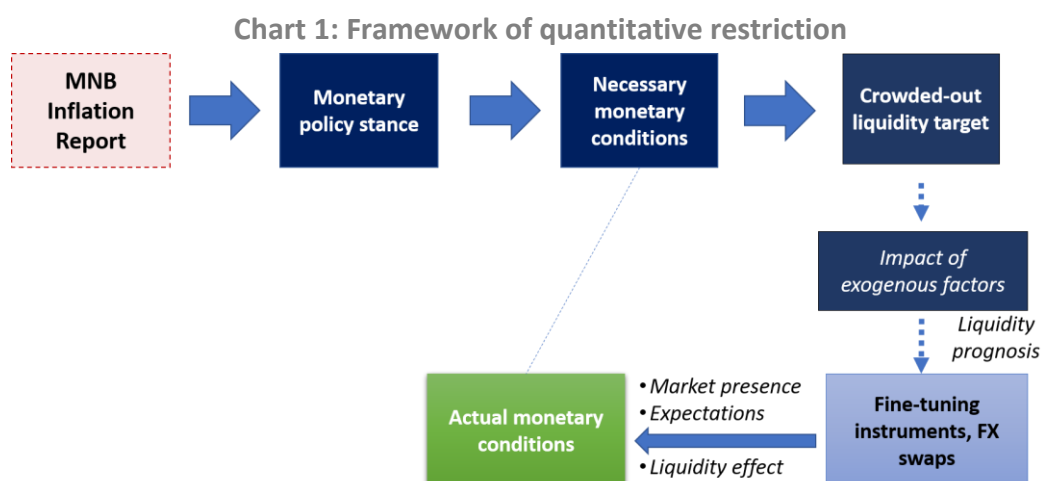 Chart 1: Framework of quantitative restriction
MNB
Inflation
Report
Monetary
policy stance
Necessary
monetary
conditions
Crowded-out
liquidity target
Impact of
exogenous factors
Liquidity
prognosis
Fine-tuning
instruments, FX
swaps
• Market presence
• Expectations
• Liquidity effect
Actual monetary
conditions